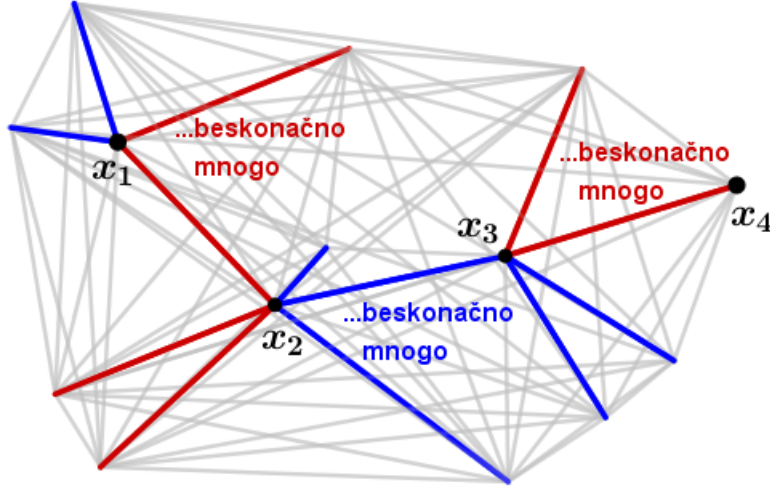 ...beskonačno
mnogo
x₁
...beskonačno
mnogo
x₄
x₃
x₂
...beskonačno
mnogo